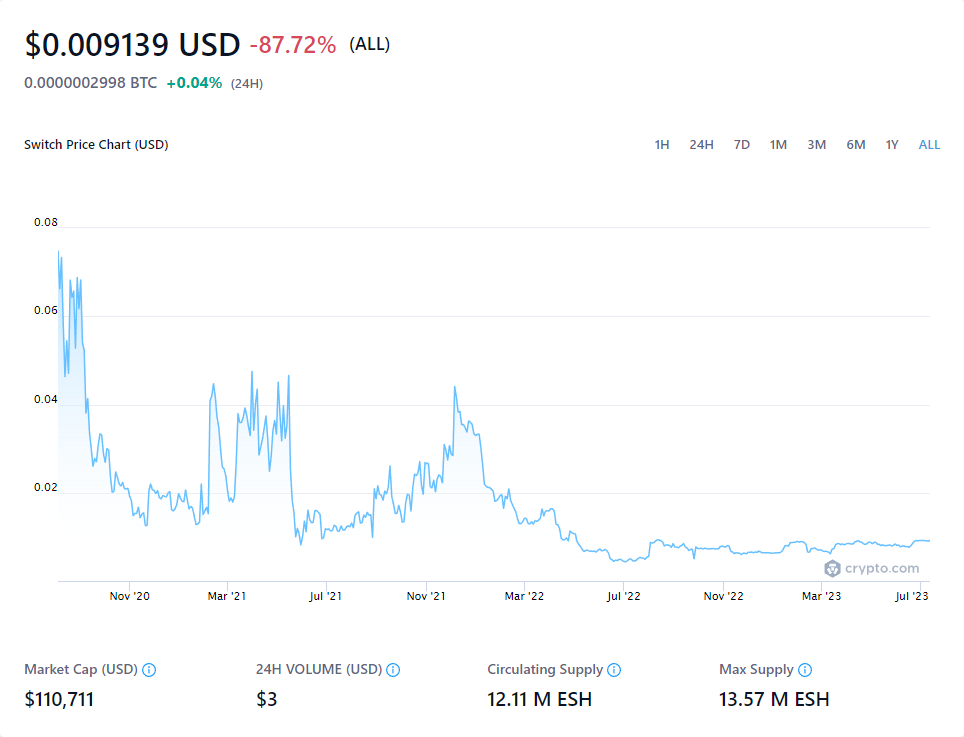 $0.009139 USD -87.72% (ALL)
0.0000002998 BTC +0.04% (24H)
Switch Price Chart (USD) 1H 24H 7D 1M 3M 6M 1Y ALL
0.08
0.06
0.04
0.02
crypto.com
Nov '20 Mar '21 Jul '21 Nov '21 Mar '22 Jul '22 Nov '22 Mar '23 Jul '23
Market Cap (USD) 24H VOLUME (USD) Circulating Supply Max Supply
$110,711 $3 12.11 M ESH 13.57 M ESH